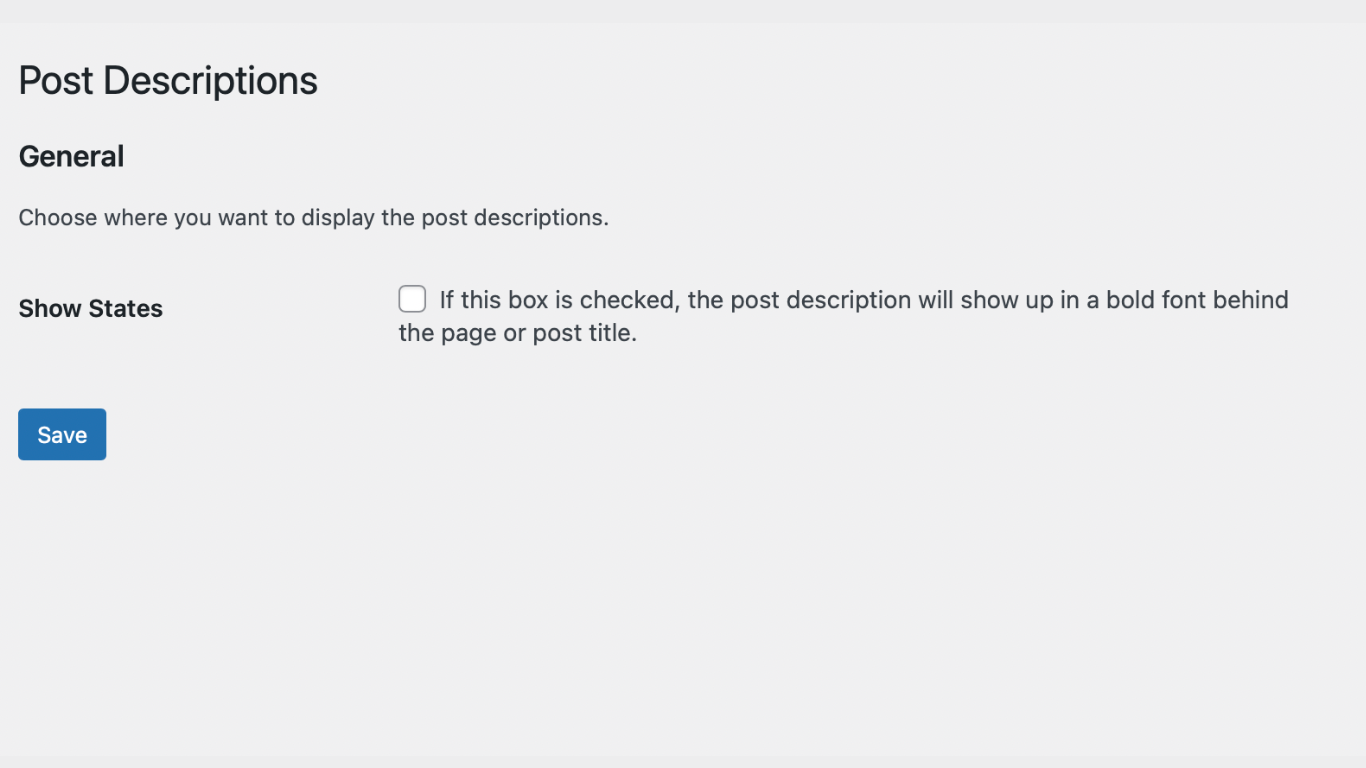 Post Descriptions
General
Choose where you want to display the post descriptions.
Show States
If this box is checked, the post description will show up in a bold font behind
the page or post title.
Save